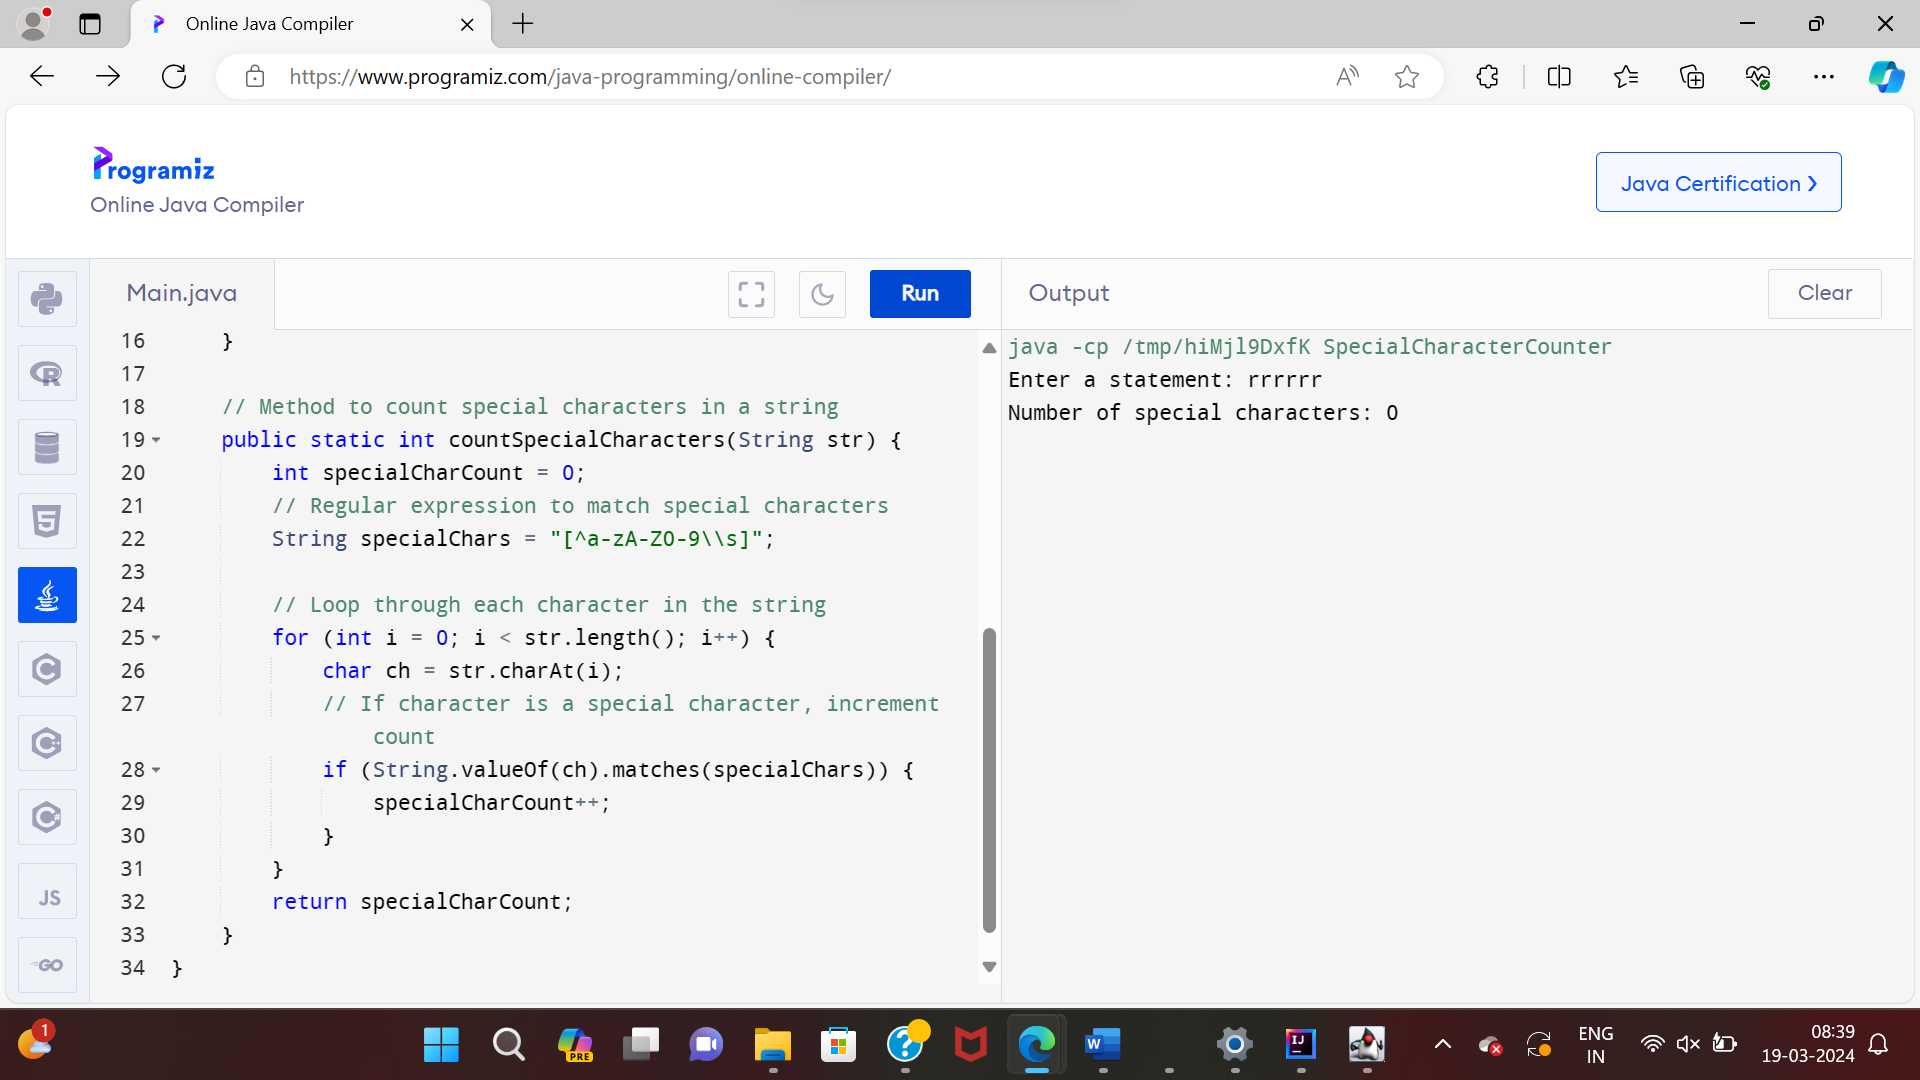 Online Java Compiler
https://www.programiz.com/java-programming/online-compiler/
Programiz
Online Java Compiler
Java Certification
Main.java
Run
Output
Clear
16 }
17
18 // Method to count special characters in a string
19 public static int countSpecialCharacters(String str) {
20 int specialCharCount = 0;
21 // Regular expression to match special characters
22 String specialChars = "[^a-zA-Z0-9\\s]";
23
24 // Loop through each character in the string
25 for (int i = 0; i < str.length(); i++) {
26 char ch = str.charAt(i);
27 // If character is a special character, increment
count
28 if (String.valueOf(ch).matches(specialChars)) {
29 specialCharCount++;
30 }
31 }
32 return specialCharCount;
33 }
34 }
java -cp /tmp/hiMjl9DxfK SpecialCharacterCounter
Enter a statement: rrrrrr
Number of special characters: 0
JS
GO
1
PRE
W
IJ
ENG
IN
08:39
19-03-2024